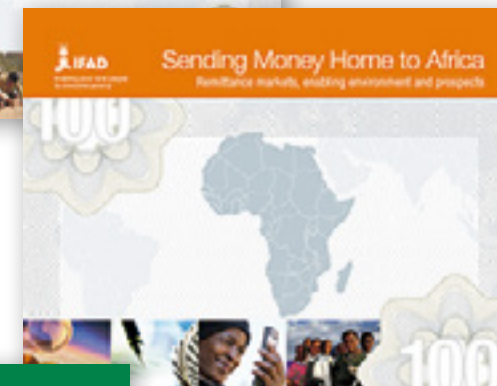 IFAD
Sending Money Home to Africa
Remittance markets, enabling environment and prospects
100
100